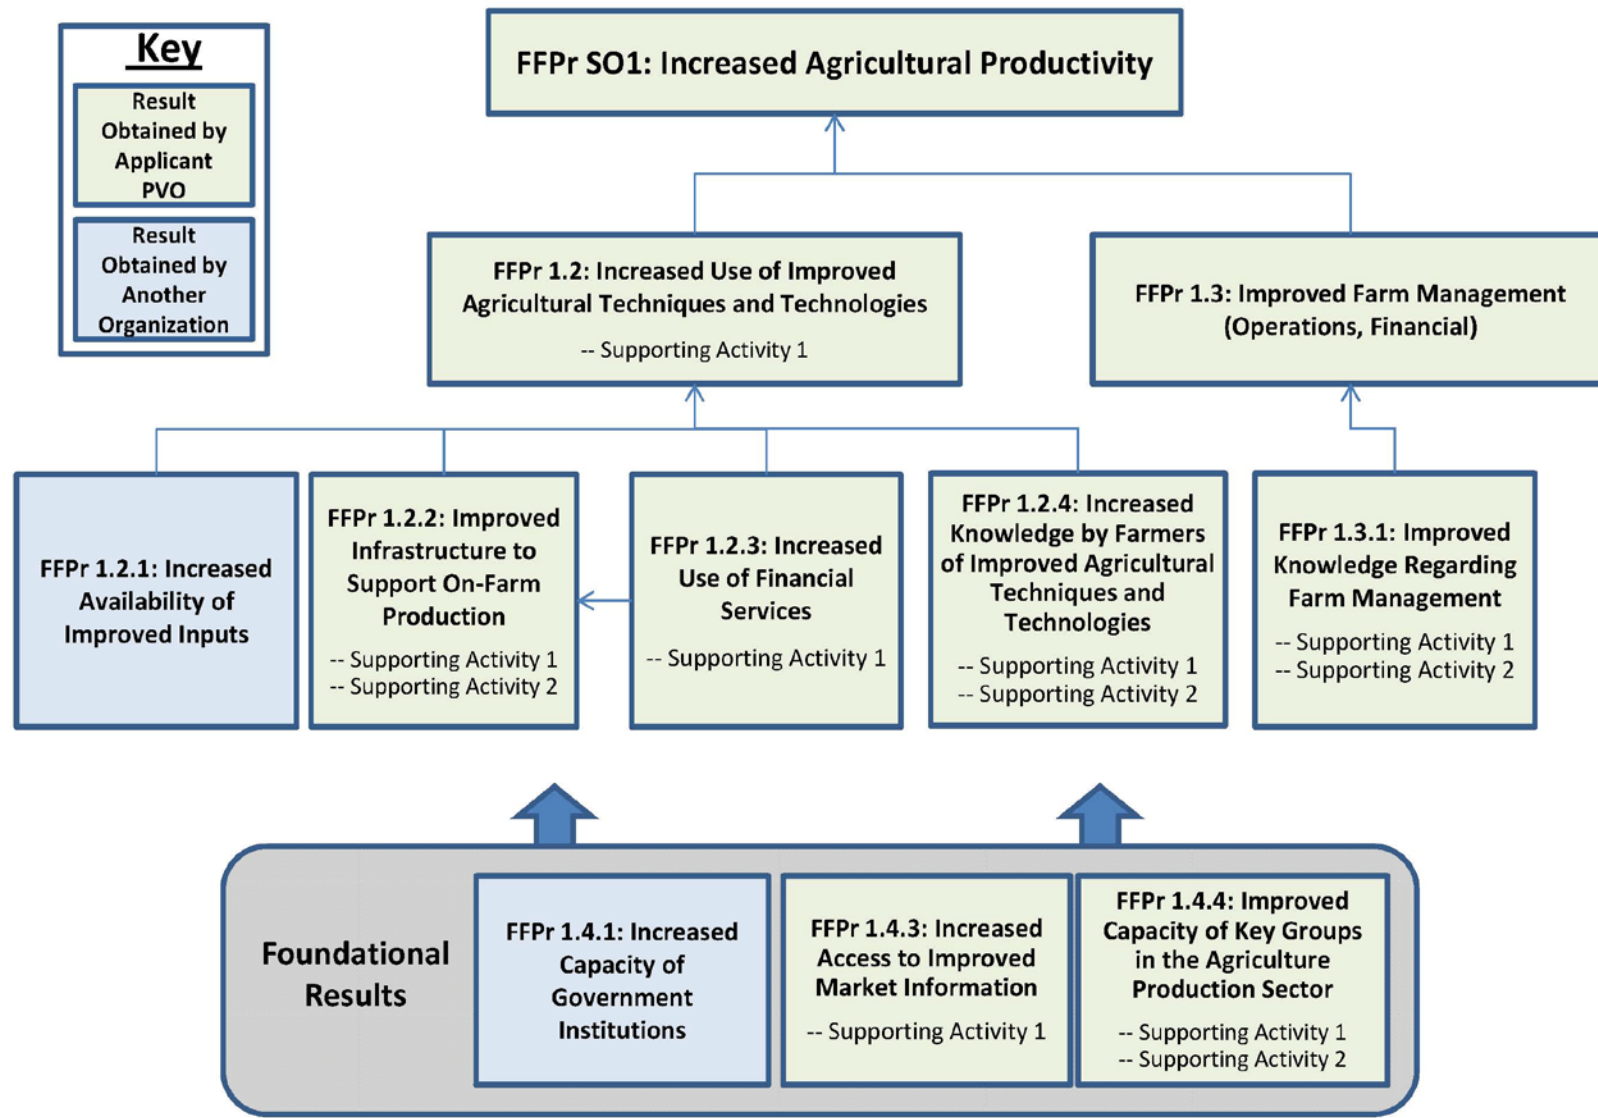 Key
Result
Obtained by
Applicant
PVO
Result
Obtained by
Another
Organization
FFPr SO1: Increased Agricultural Productivity
FFPr 1.2: Increased Use of Improved
Agricultural Techniques and Technologies
-- Supporting Activity 1
FFPr 1.3: Improved Farm Management
(Operations, Financial)
FFPr 1.2.1: Increased
Availability of
Improved Inputs
FFPr 1.2.2: Improved
Infrastructure to
Support On-Farm
Production
-- Supporting Activity 1
-- Supporting Activity 2
FFPr 1.2.3: Increased
Use of Financial
Services
-- Supporting Activity 1
FFPr 1.2.4: Increased
Knowledge by Farmers
of Improved Agricultural
Techniques and
Technologies
-- Supporting Activity 1
-- Supporting Activity 2
FFPr 1.3.1: Improved
Knowledge Regarding
Farm Management
-- Supporting Activity 1
-- Supporting Activity 2
Foundational
Results
FFPr 1.4.1: Increased
Capacity of
Government
Institutions
FFPr 1.4.3: Increased
Access to Improved
Market Information
-- Supporting Activity 1
FFPr 1.4.4: Improved
Capacity of Key Groups
in the Agriculture
Production Sector
-- Supporting Activity 1
-- Supporting Activity 2